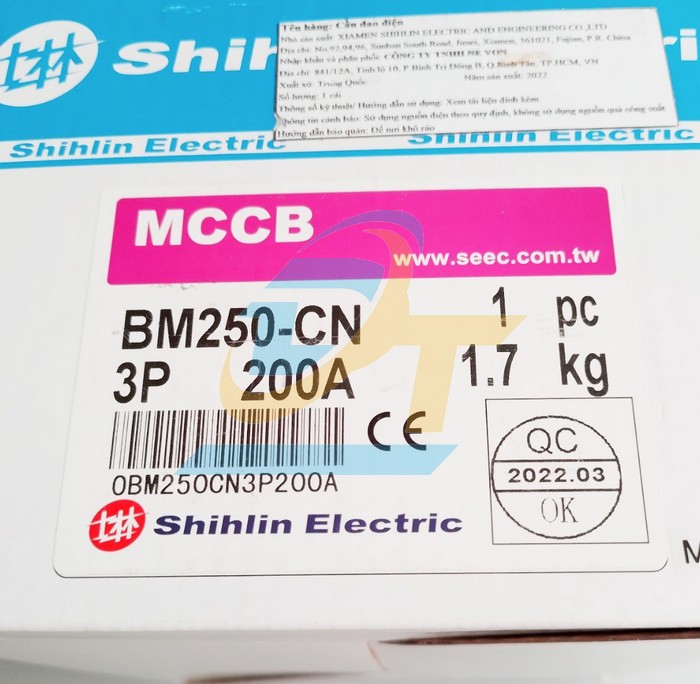 Shihlin Electric
Tên hàng: Cầu dao điện
Nhà sản xuất: XIAMEN SHIHLIN ELECTRIC AND ENGINEERING CO.,LTD
Địa chỉ: No.92,94,96, Sunban South Road, Jimei, Xiamen, 361021, Fujian, P.R. China
Nhập khẩu và phân phối: CÔNG TY TNHH NE VON
Địa chỉ: 841/12A, Tỉnh lộ 10, P Bình Trị Đông B, Q Bình Tân, TP.HCM, VN
Xuất xứ: Trung Quốc Năm sản xuất: 2022
Số lượng: 1 cái
Thông số kỹ thuật/ Hướng dẫn sử dụng: Xem tài liệu đính kèm
Thông tin cảnh báo: Sử dụng nguồn điện theo quy định, không sử dụng nguồn quá công suất
Hướng dẫn bảo quản: Để nơi khô ráo
Shihlin Electric Shihlin Electric
MCCB
www.seec.com.tw
BM250-CN 1 pc
3P 200A 1.7 kg
0BM250CN3P200A
CE
QC
2022.03
OK
Shihlin Electric